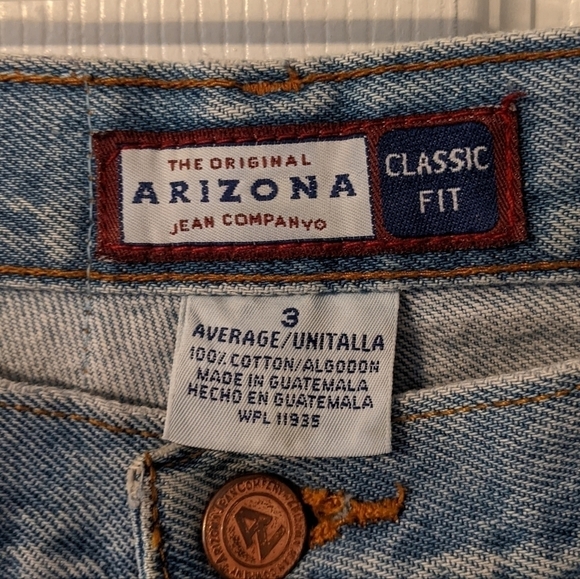 THE ORIGINAL
ARIZONA
JEAN COMPANY®
CLASSIC
FIT
3
AVERAGE/UNITALLA
100% COTTON/ALGODON
MADE IN GUATEMALA
HECHO EN GUATEMALA
WPL 11935